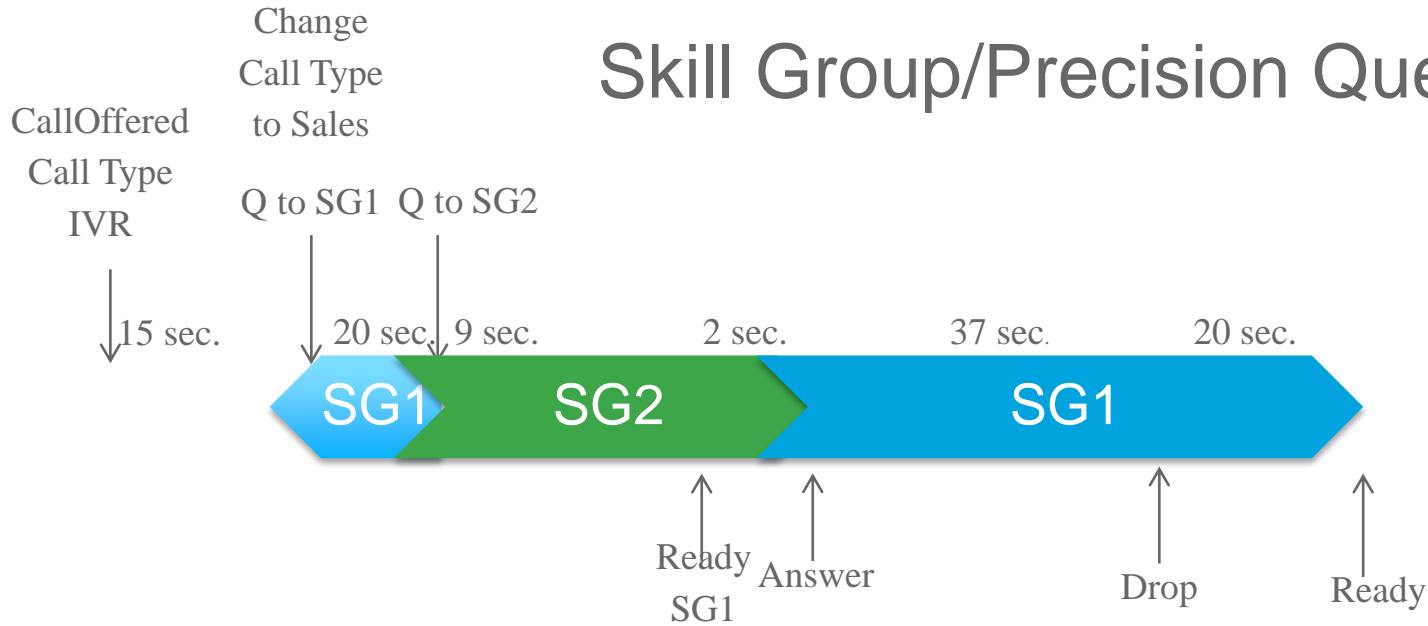 Skill Group/Precision Que
Change
Call Type
to Sales
CallOffered
Call Type
IVR
Q to SG1
Q to SG2
15 sec.
20 sec.
9 sec.
2 sec.
37 sec.
20 sec.
SG1
SG2
SG1
Ready
SG1
Answer
Drop
Ready